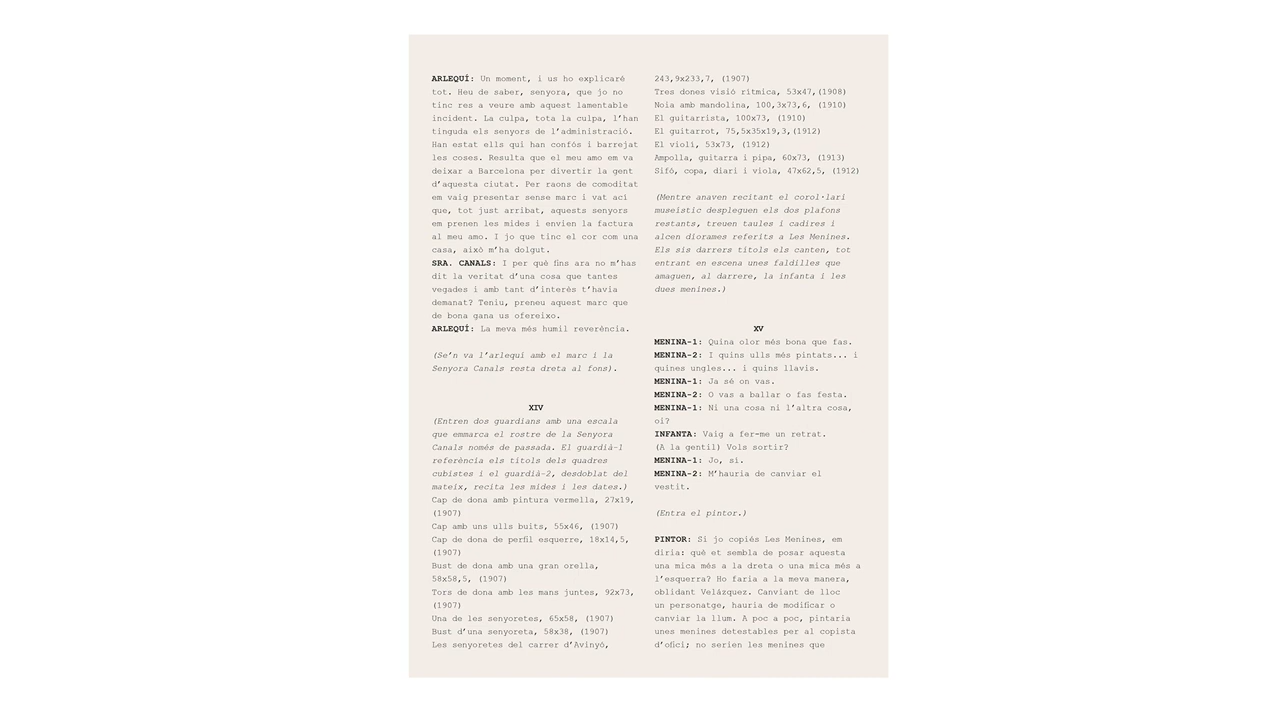 ARLEQUÍ: Un moment, i us ho explicaré
tot. Heu de saber, senyora, que jo no
tinc res a veure amb aquest lamentable
incident. La culpa, tota la culpa, l’han
tinguda els senyors de l’administració.
Han estat ells qui han confós i barrejat
les coses. Resulta que el meu amo em va
deixar a Barcelona per divertir la gent
d’aquesta ciutat. Per raons de comoditat
em vaig presentar sense marc i vat ací
que, tot just arribat, aquests senyors
em prenen les mides i envien la factura
al meu amo. I jo que tinc el cor com una
casa, això m’ha dolgut.
SRA. CANALS: I per què fins ara no m’has
dit la veritat d’una cosa que tantes
vegades i amb tant d’interès t’havia
demanat? Teniu, preneu aquest marc que
de bona gana us ofereixo.
ARLEQUÍ: La meva més humil reverència.
(Se’n va l’arlequí amb el marc i la
Senyora Canals resta dreta al fons).
XIV
(Entren dos guardians amb una escala
que emmarca el rostre de la Senyora
Canals només de passada. El guardià-1
referència els títols dels quadres
cubistes i el guardià-2, desdoblat del
mateix, recita les mides i les dates.)
Cap de dona amb pintura vermella, 27x19,
(1907)
Cap amb uns ulls buits, 55x46, (1907)
Cap de dona de perfil esquerre, 18x14,5,
(1907)
Bust de dona amb una gran orella,
58x58,5, (1907)
Tors de dona amb les mans juntes, 92x73,
(1907)
Una de les senyoretes, 65x58, (1907)
Bust d’una senyoreta, 58x38, (1907)
Les senyoretes del carrer d’Avinyó,
243,9x233,7, (1907)
Tres dones visió rítmica, 53x47,(1908)
Noia amb mandolina, 100,3x73,6, (1910)
El guitarrista, 100x73, (1910)
El guitarrot, 75,5x35x19,3,(1912)
El violí, 53x73, (1912)
Ampolla, guitarra i pipa, 60x73, (1913)
Sifó, copa, diari i viola, 47x62,5, (1912)
(Mentre anaven recitant el corol·lari
museístic despleguen els dos plafons
restants, treuen taules i cadires i
alcen diorames referits a Les Menines.
Els sis darrers títols els canten, tot
entrant en escena unes faldilles que
amaguen, al darrere, la infanta i les
dues menines.)
XV
MENINA-1: Quina olor més bona que fas.
MENINA-2: I quins ulls més pintats... i
quines ungles... i quins llavis.
MENINA-1: Ja sé on vas.
MENINA-2: O vas a ballar o fas festa.
MENINA-1: Ni una cosa ni l’altra cosa,
oi?
INFANTA: Vaig a fer-me un retrat.
(A la gentil) Vols sortir?
MENINA-1: Jo, sí.
MENINA-2: M’hauria de canviar el
vestit.
(Entra el pintor.)
PINTOR: Si jo copiés Les Menines, em
diria: què et sembla de posar aquesta
una mica més a la dreta o una mica més a
l’esquerra? Ho faria a la meva manera,
oblidant Velázquez. Canviant de lloc
un personatge, hauria de modificar o
canviar la llum. A poc a poc, pintaria
unes menines detestables per al copista
d’ofici; no serien les menines que